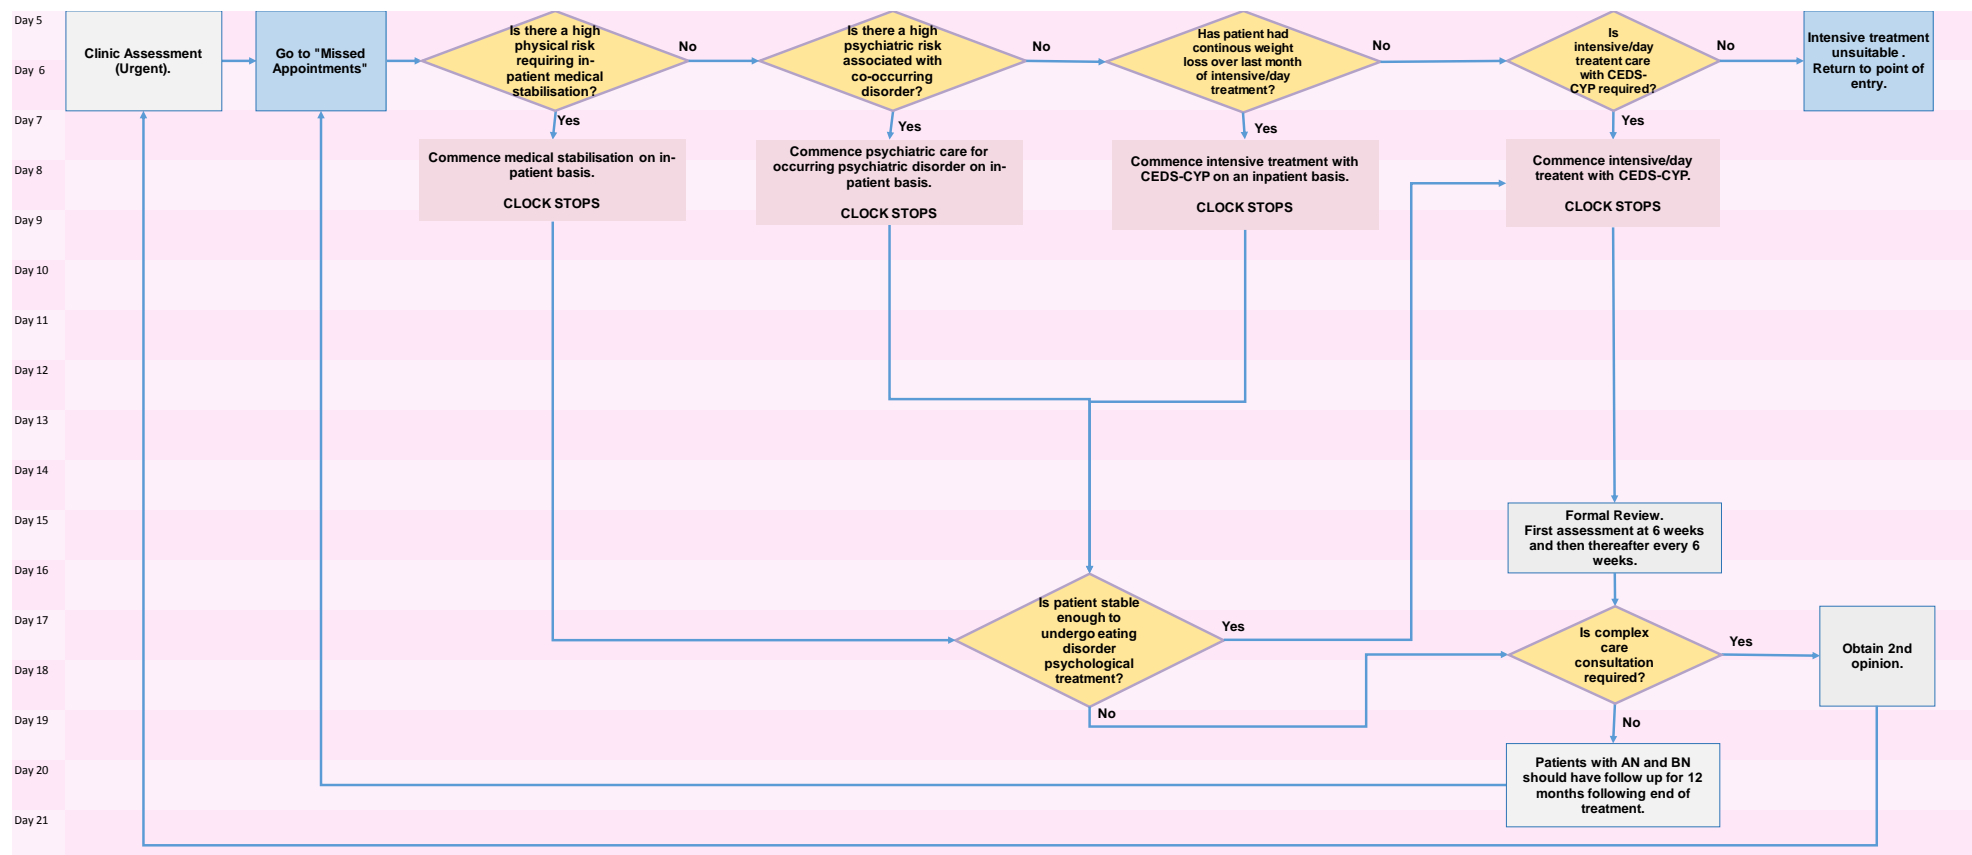 Day 5
Day 6
Day 7
Day 8
Day 9
Day 10
Day 11
Day 12
Day 13
Day 14
Day 15
Day 16
Day 17
Day 18
Day 19
Day 20
Day 21
Clinic Assessment
(Urgent).
Go to "Missed
Appointments"
Is there a high
physical risk
requiring in-
patient medical
stabilisation?
No
Yes
Is there a high
psychiatric risk
associated with
co-occurring
disorder?
No
Yes
Has patient had
continous weight
loss over last month
of intensive/day
treatment?
No
Yes
Is
intensive/day
treatent care
with CEDS-
CYP required?
No
Yes
Intensive treatment
unsuitable .
Return to point of
entry.
Commence medical stabilisation on in-
patient basis.
CLOCK STOPS
Commence psychiatric care for
occurring psychiatric disorder on in-
patient basis.
CLOCK STOPS
Commence intensive treatment with
CEDS-CYP on an inpatient basis.
CLOCK STOPS
Commence intensive/day
treatent with CEDS-CYP.
CLOCK STOPS
Formal Review.
First assessment at 6 weeks
and then thereafter every 6
weeks.
Is patient stable
enough to
undergo eating
disorder
psychological
treatment?
Yes
No
Is complex
care
consultation
required?
Yes
No
Obtain 2nd
opinion.
Patients with AN and BN
should have follow up for 12
months following end of
treatment.